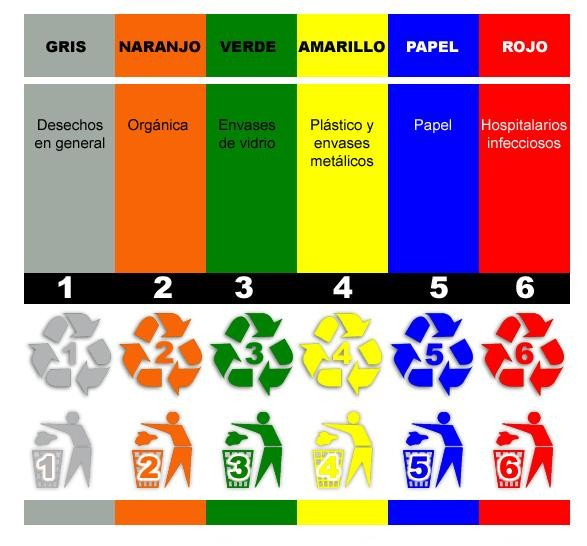 GRIS NARANJO VERDE AMARILLO PAPEL ROJO
Desechos
en general
Orgánica
Envases
de vidrio
Plástico y
envases
metálicos
Papel
Hospitalarios
infecciosos
1 2 3 4 5 6
1 2 3 4 5 6
1 2 3 4 5 6